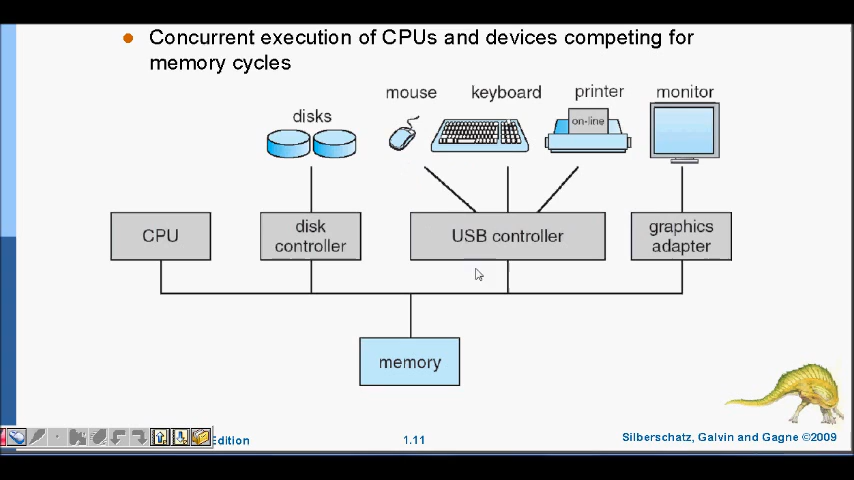 Concurrent execution of CPUs and devices competing for
memory cycles
mouse keyboard printer monitor
disks
on-line
CPU
disk
controller
USB controller
graphics
adapter
memory
Edition
1.11
Silberschatz, Galvin and Gagne ©2009